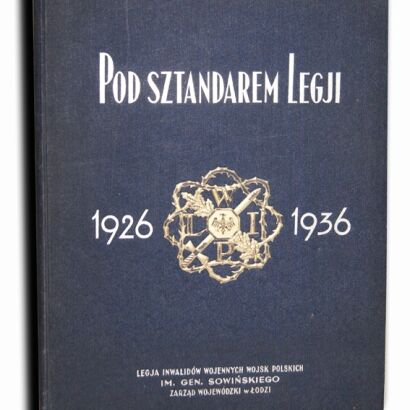 POD SZTANDAREM LEGJI
1926 1936
W
L I
P
LEGJA INWALIDÓW WOJENNYCH WOJSK POLSKICH
IM. GEN. SOWIŃSKIEGO
ZARZĄD WOJEWÓDZKI W ŁODZI